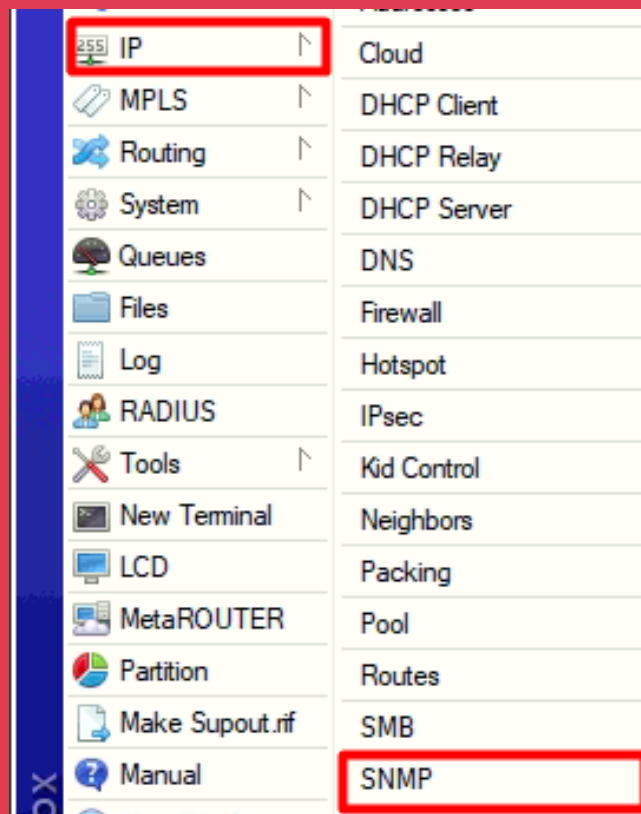 IP
MPLS
Routing
System
Queues
Files
Log
RADIUS
Tools
New Terminal
LCD
MetaROUTER
Partition
Make Supout.rif
Manual
Cloud
DHCP Client
DHCP Relay
DHCP Server
DNS
Firewall
Hotspot
IPsec
Kid Control
Neighbors
Packing
Pool
Routes
SMB
SNMP